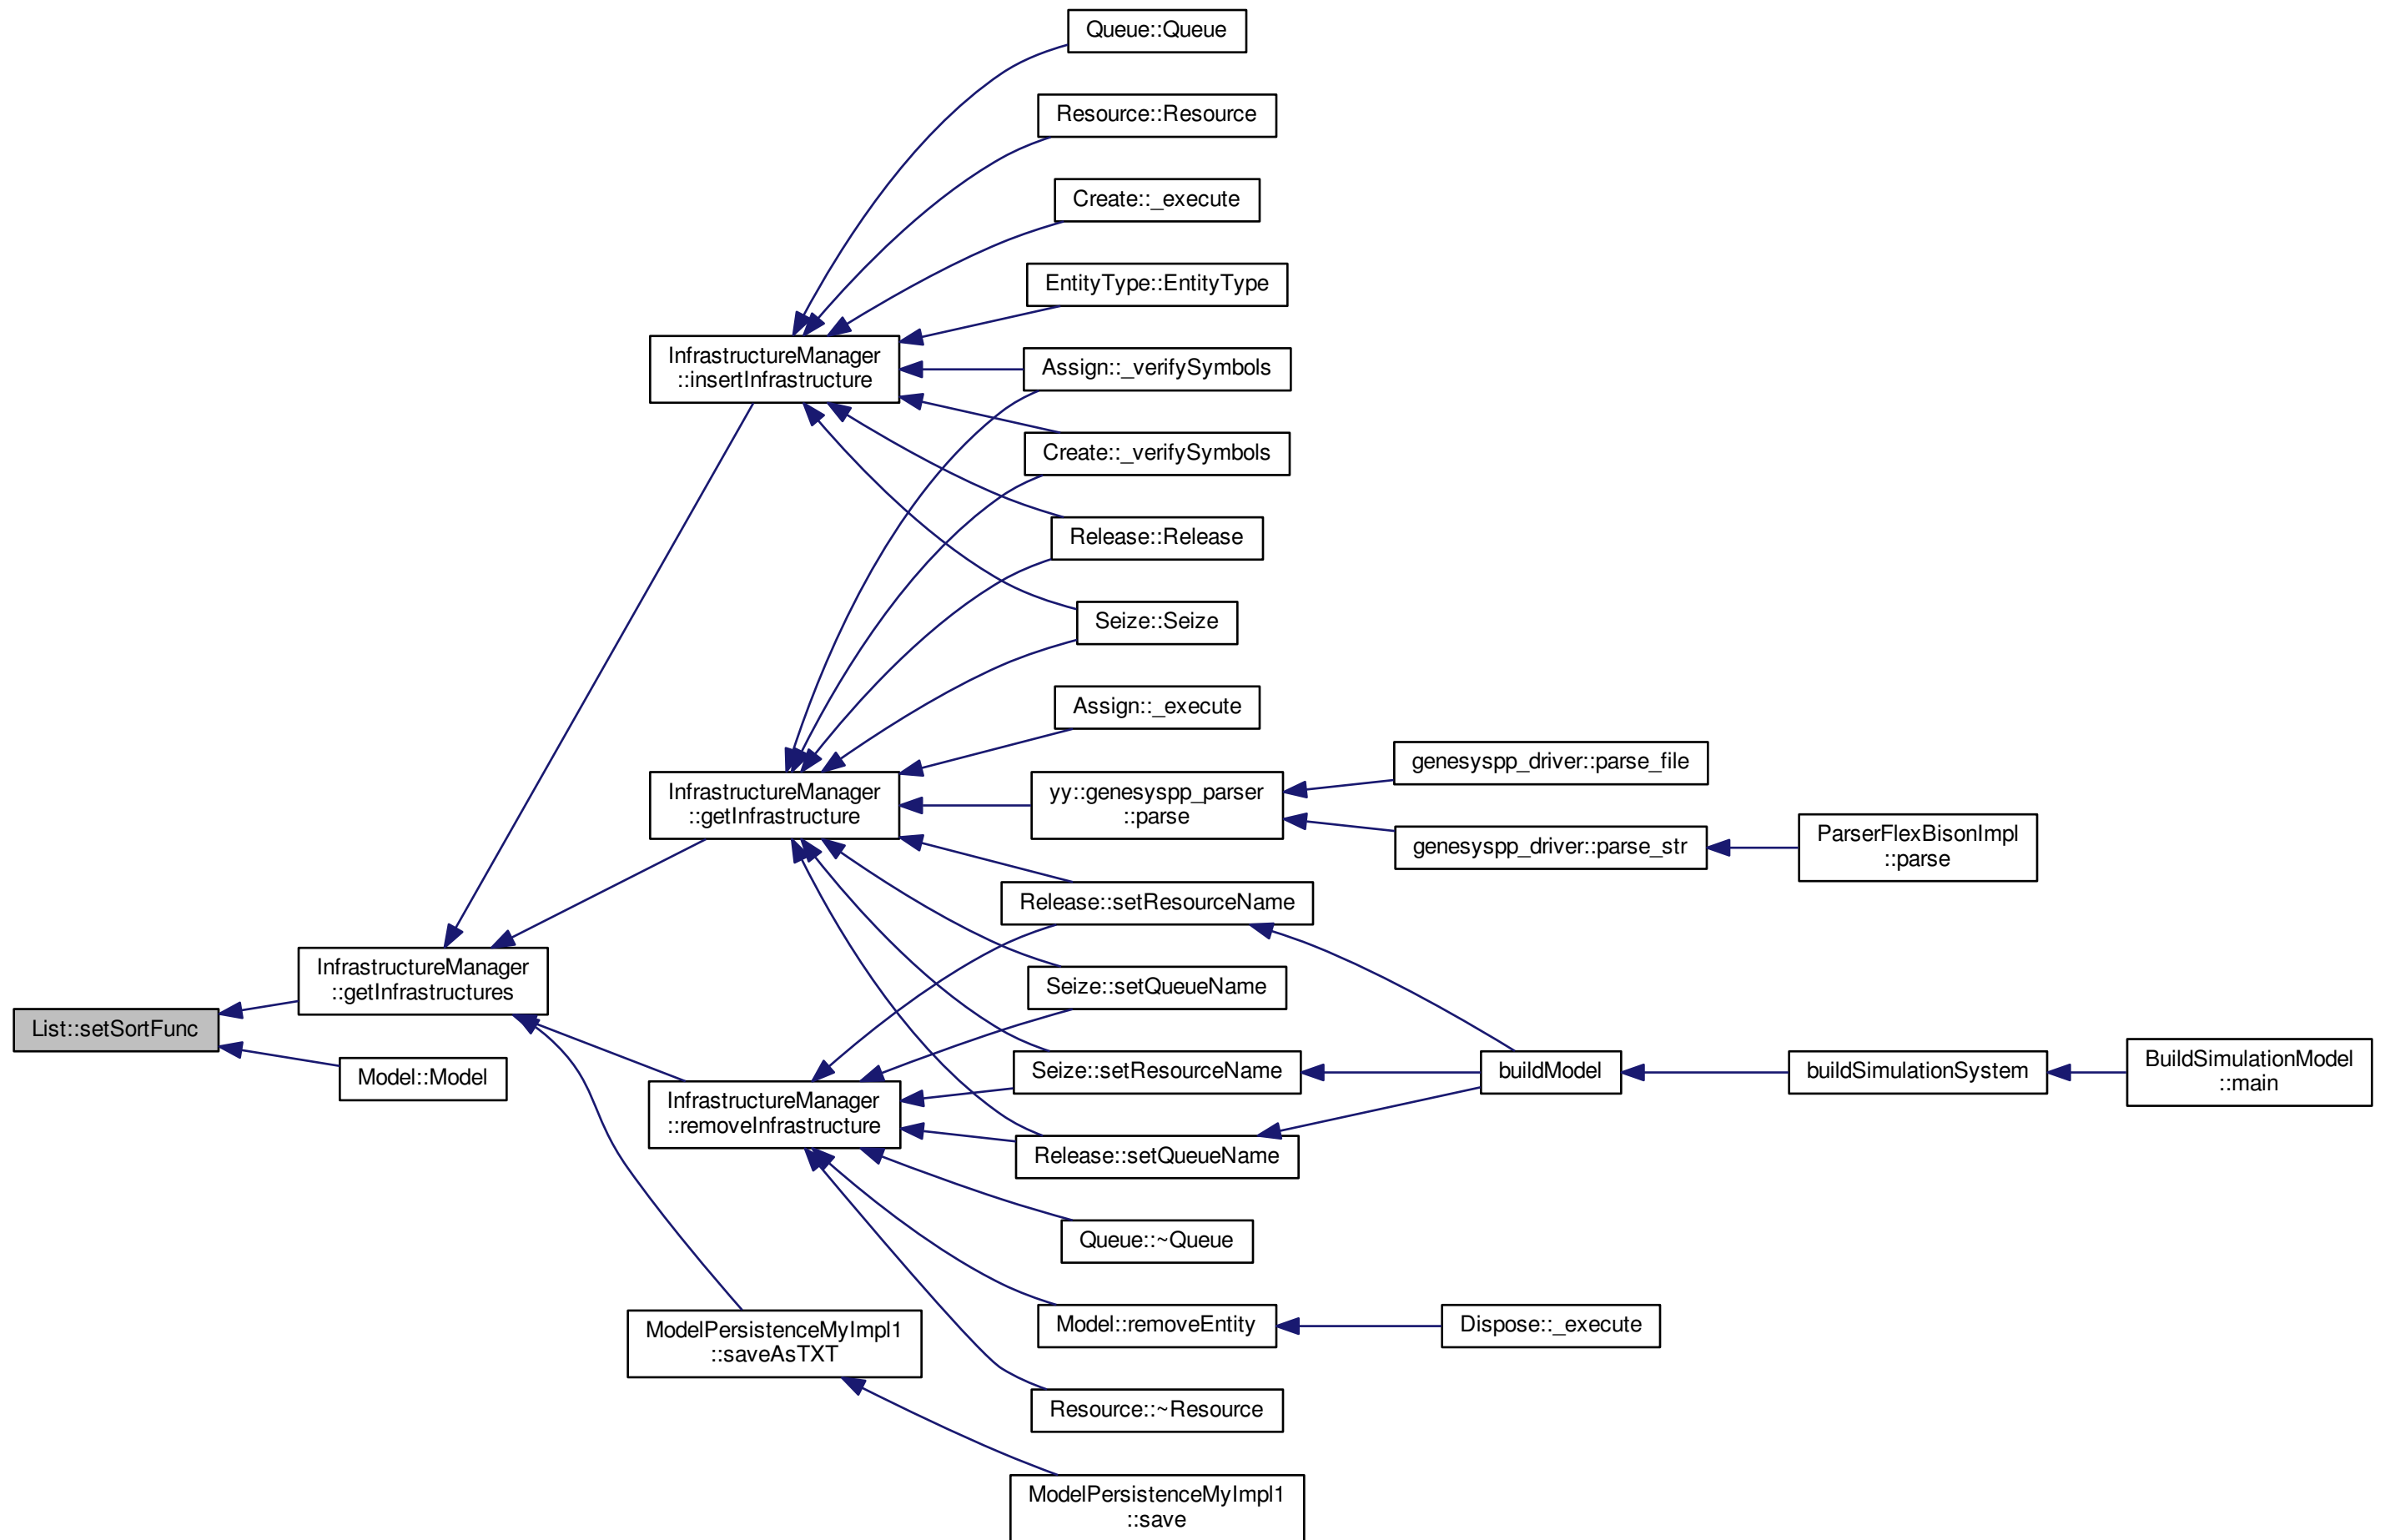 Queue::Queue
Resource::Resource
Create::_execute
EntityType::EntityType
InfrastructureManager
::insertInfrastructure
Assign::_verifySymbols
Create::_verifySymbols
Release::Release
Seize::Seize
Assign::_execute
InfrastructureManager
::getInfrastructure
yy::genesyspp_parser
::parse
genesyspp_driver::parse_file
genesyspp_driver::parse_str
ParserFlexBisonImpl
::parse
Release::setResourceName
InfrastructureManager
::getInfrastructures
Seize::setQueueName
List::setSortFunc
Model::Model
InfrastructureManager
::removeInfrastructure
Seize::setResourceName
buildModel
buildSimulationSystem
BuildSimulationModel
::main
Release::setQueueName
Queue::~Queue
ModelPersistenceMyImpl1
::saveAsTXT
Model::removeEntity
Dispose::_execute
Resource::~Resource
ModelPersistenceMyImpl1
::save